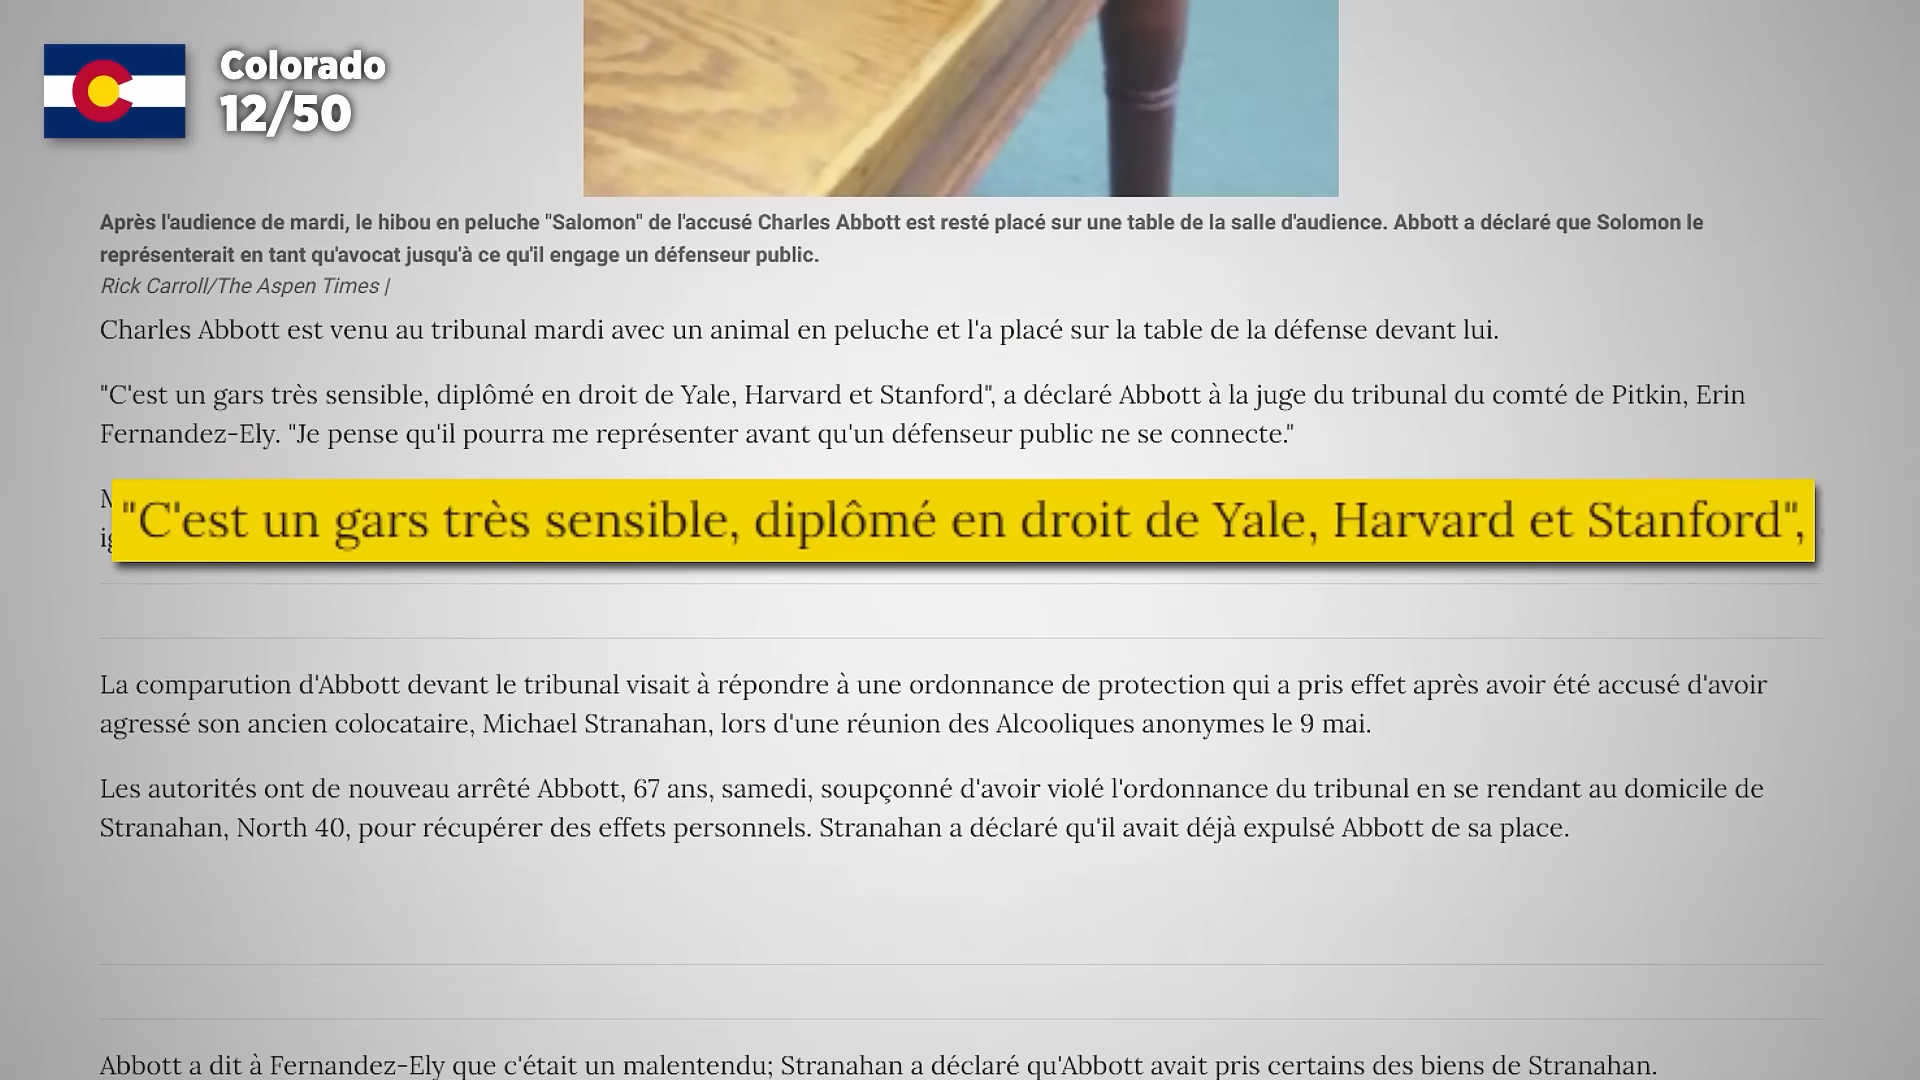 Colorado
12/50
Après l'audience de mardi, le hibou en peluche "Salomon" de l'accusé Charles Abbott est resté placé sur une table de la salle d'audience. Abbott a déclaré que Solomon le
représenterait en tant qu'avocat jusqu'à ce qu'il engage un défenseur public.
Rick Carroll/The Aspen Times |
Charles Abbott est venu au tribunal mardi avec un animal en peluche et l'a placé sur la table de la défense devant lui.
"C'est un gars très sensible, diplômé en droit de Yale, Harvard et Stanford", a déclaré Abbott à la juge du tribunal du comté de Pitkin, Erin
Fernandez-Ely. "Je pense qu'il pourra me représenter avant qu'un défenseur public ne se connecte."
"C'est un gars très sensible, diplômé en droit de Yale, Harvard et Stanford",
La comparution d'Abbott devant le tribunal visait à répondre à une ordonnance de protection qui a pris effet après avoir été accusé d'avoir
agressé son ancien colocataire, Michael Stranahan, lors d'une réunion des Alcooliques anonymes le 9 mai.
Les autorités ont de nouveau arrêté Abbott, 67 ans, samedi, soupçonné d'avoir violé l'ordonnance du tribunal en se rendant au domicile de
Stranahan, North 40, pour récupérer des effets personnels. Stranahan a déclaré qu'il avait déjà expulsé Abbott de sa place.
Abbott a dit à Fernandez-Ely que c'était un malentendu; Stranahan a déclaré qu'Abbott avait pris certains des biens de Stranahan.